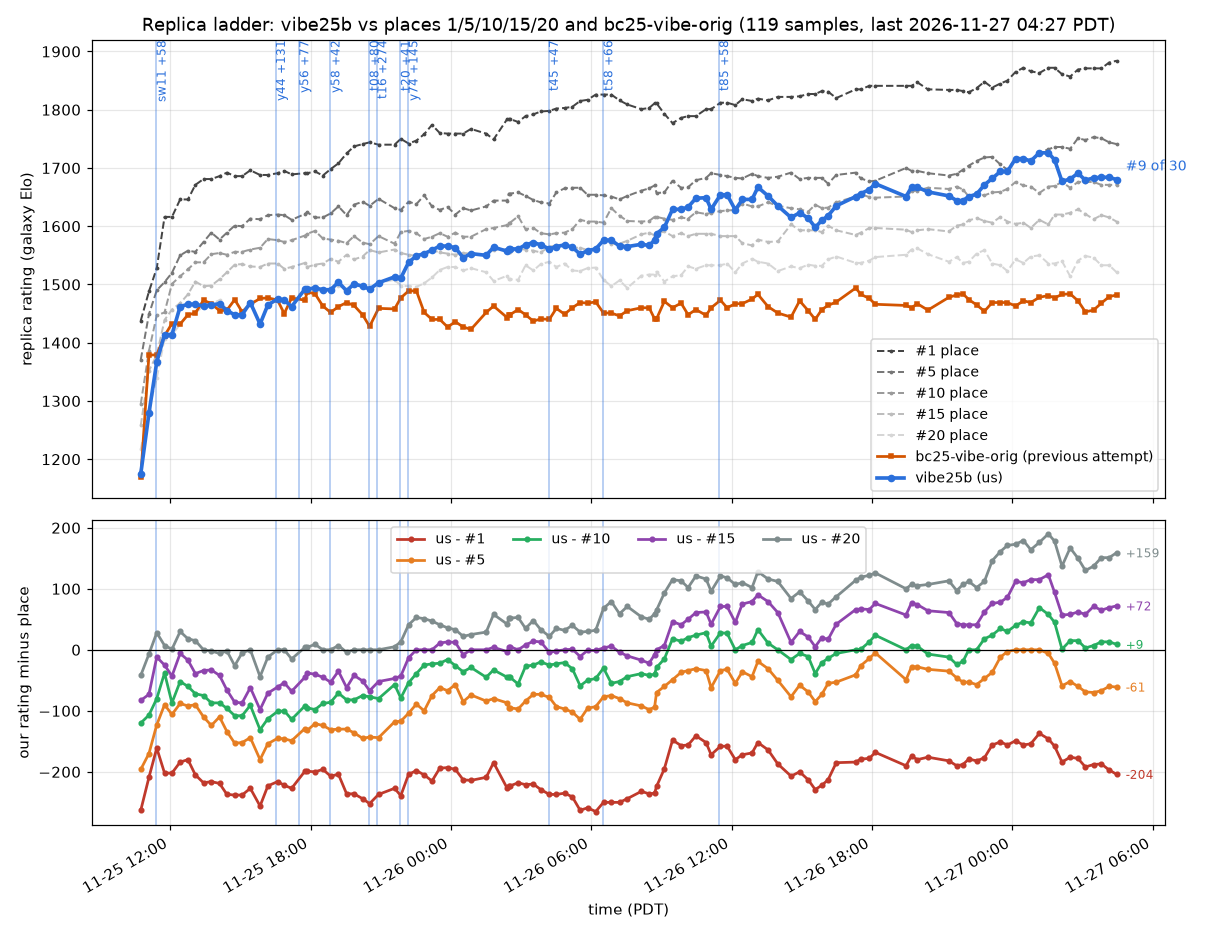 Replica ladder: vibe25b vs places 1/5/10/15/20 and bc25-vibe-orig (119 samples, last 2026-11-27 04:27 PDT)
replica rating (galaxy Elo)
1900
1800
1700
1600
1500
1400
1300
1200
sw11 +58
y44 +131
y56 +77
y58 +42
t08 +80
t16 +274
t20 +41
y74 +145
t45 +47
t58 +66
t85 +58
#9 of 30
#1 place
#5 place
#10 place
#15 place
#20 place
bc25-vibe-orig (previous attempt)
vibe25b (us)
our rating minus place
200
100
0
−100
−200
us - #1
us - #5
us - #10
us - #15
us - #20
+159
+72
+9
-61
-204
11-25 12:00
11-25 18:00
11-26 00:00
11-26 06:00
11-26 12:00
11-26 18:00
11-27 00:00
11-27 06:00
time (PDT)